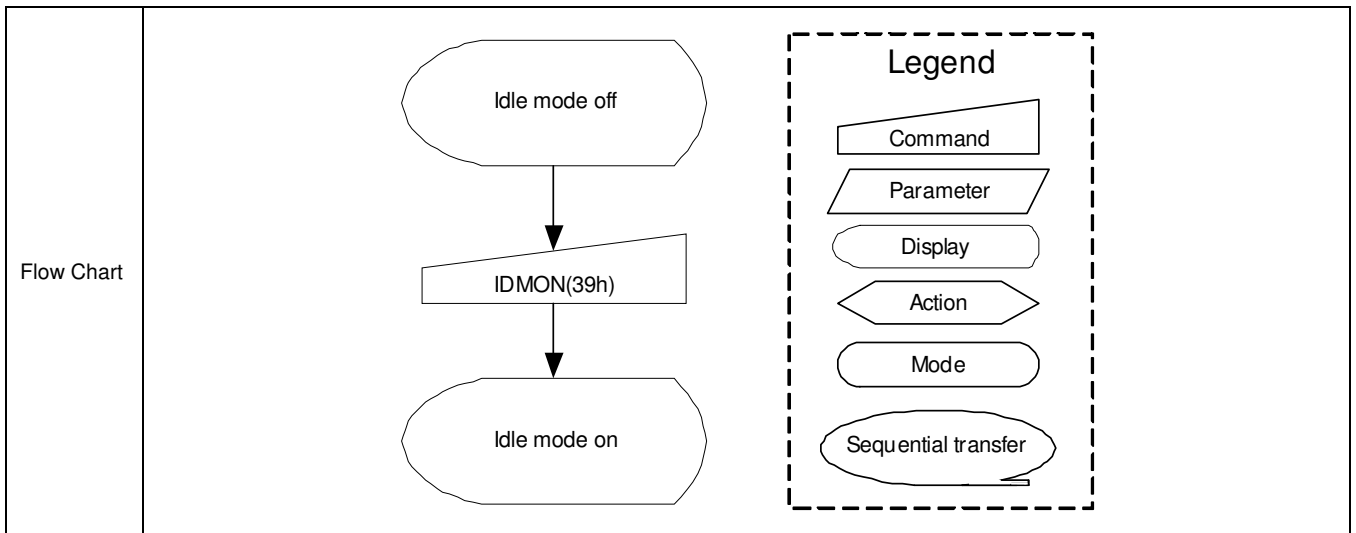 Flow Chart
Idle mode off
IDMON(39h)
Idle mode on
Legend
Command
Parameter
Display
Action
Mode
Sequential transfer